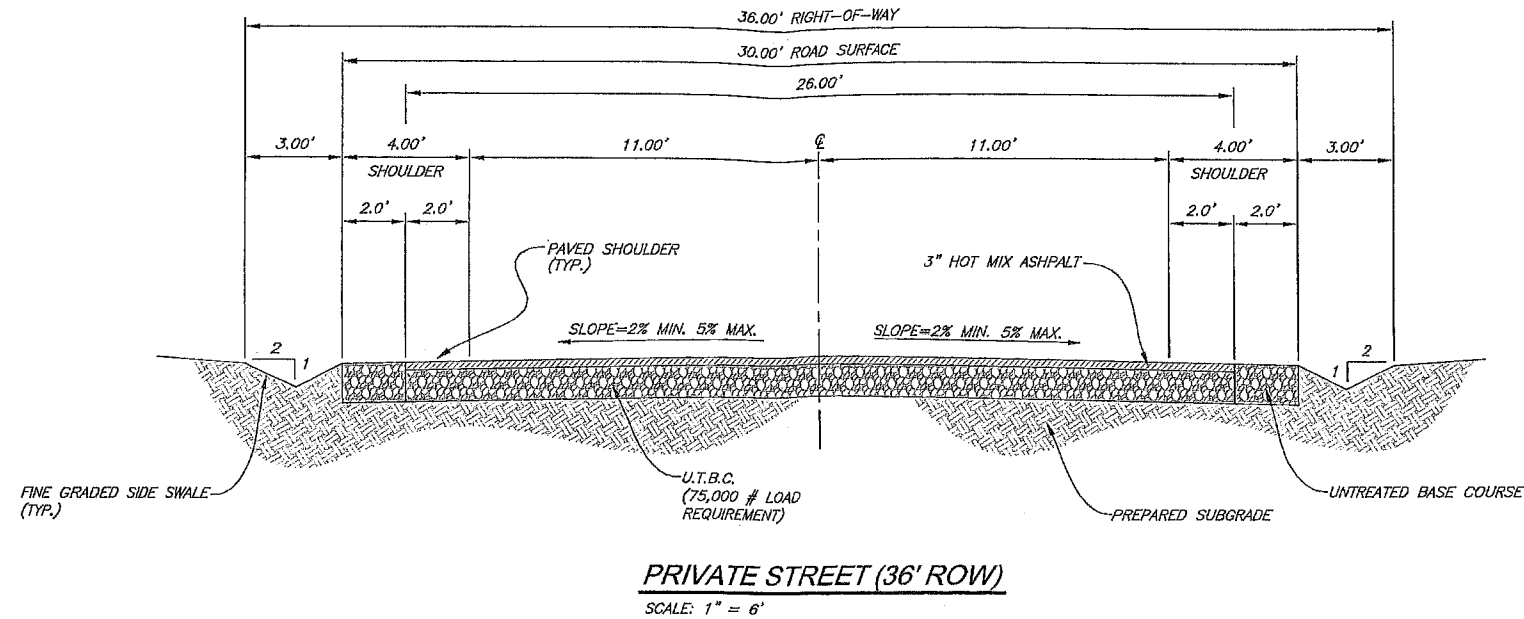 36.00' RIGHT-OF-WAY
30.00' ROAD SURFACE
26.00'
3.00'
4.00'
SHOULDER
11.00'
℄
11.00'
4.00'
SHOULDER
3.00'
2.0'
2.0'
2.0'
2.0'
PAVED SHOULDER
(TYP.)
3" HOT MIX ASHPALT
SLOPE=2% MIN. 5% MAX.
SLOPE=2% MIN. 5% MAX.
2
1
2
1
FINE GRADED SIDE SWALE
(TYP.)
U.T.B.C.
(75,000 # LOAD
REQUIREMENT)
PREPARED SUBGRADE
UNTREATED BASE COURSE
PRIVATE STREET (36' ROW)
SCALE: 1" = 6'